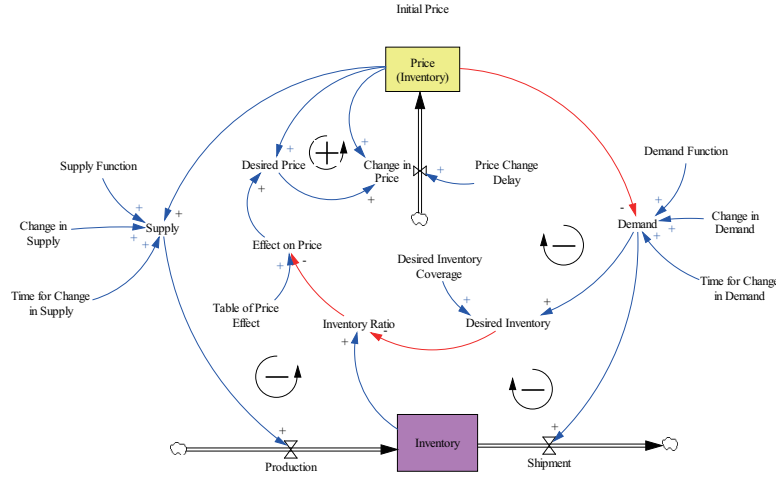 Initial Price
Price
(Inventory)
Supply Function
Desired Price
Change in
Price
Price Change
Delay
Demand Function
Change in
Supply
Supply
Demand
Change in
Demand
Effect on Price
Desired Inventory
Coverage
Time for Change
in Supply
Time for Change
in Demand
Table of Price
Effect
Inventory Ratio
Desired Inventory
Inventory
Production
Shipment